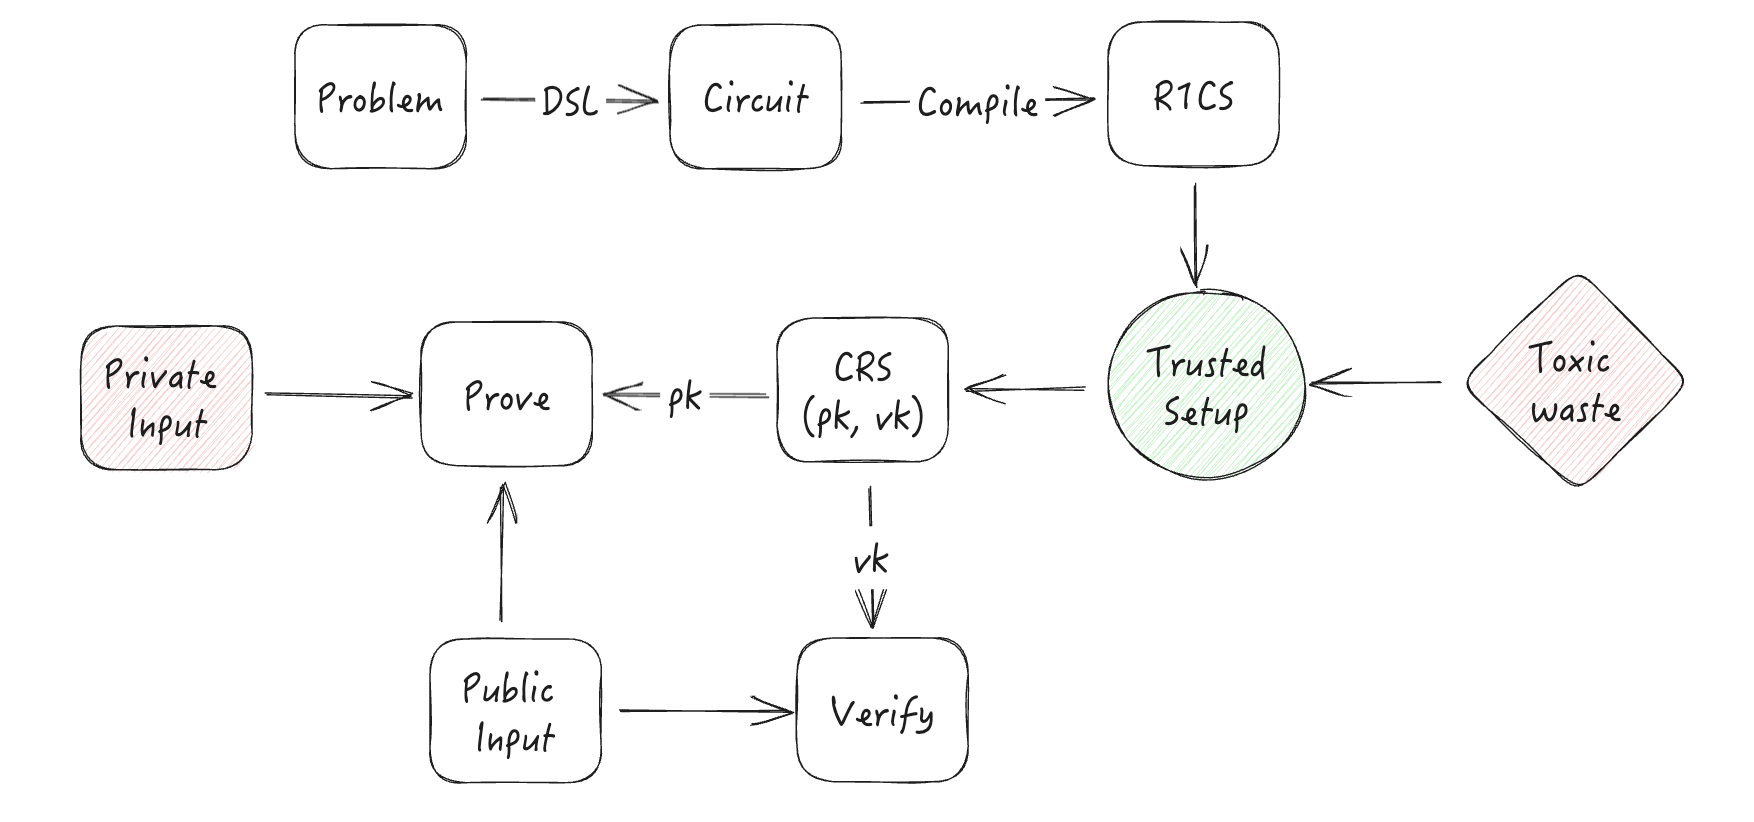 Problem
DSL
Circuit
Compile
R1CS
Private
Input
Prove
pk
CRS
(pk, vk)
Trusted
Setup
Toxic
waste
vk
Public
Input
Verify